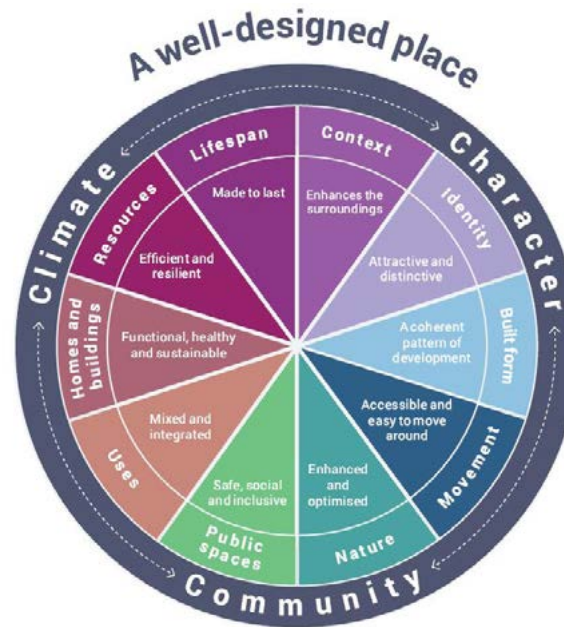 A well-designed place
Climate
Character
Community
Context
Enhances the
surroundings
Identity
Attractive and
distinctive
Built form
A coherent
pattern of
development
Movement
Accessible and
easy to move
around
Nature
Enhanced and
optimised
Public
spaces
Safe, social
and inclusive
Uses
Mixed and
integrated
Homes and
buildings
Functional, healthy
and sustainable
Resources
Efficient and
resilient
Lifespan
Made to last